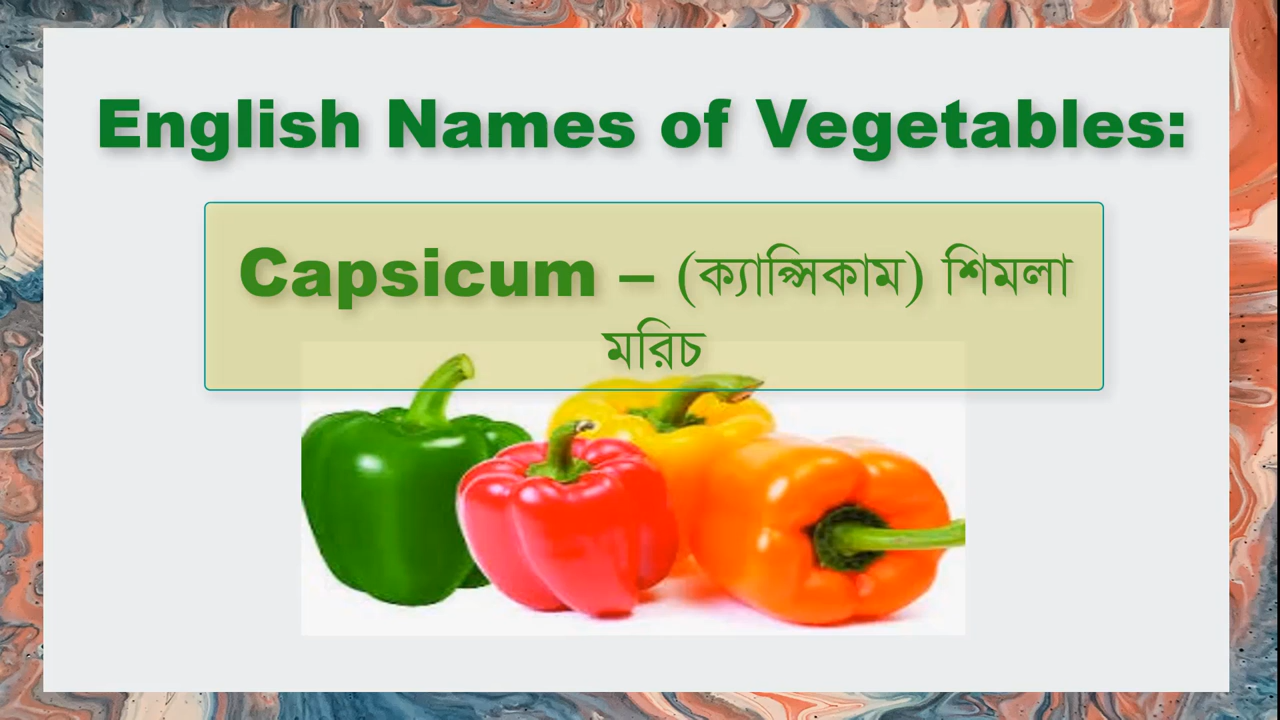 English Names of Vegetables:
Capsicum – (ক্যাপ্সিকাম) শিমলা
মরিচ